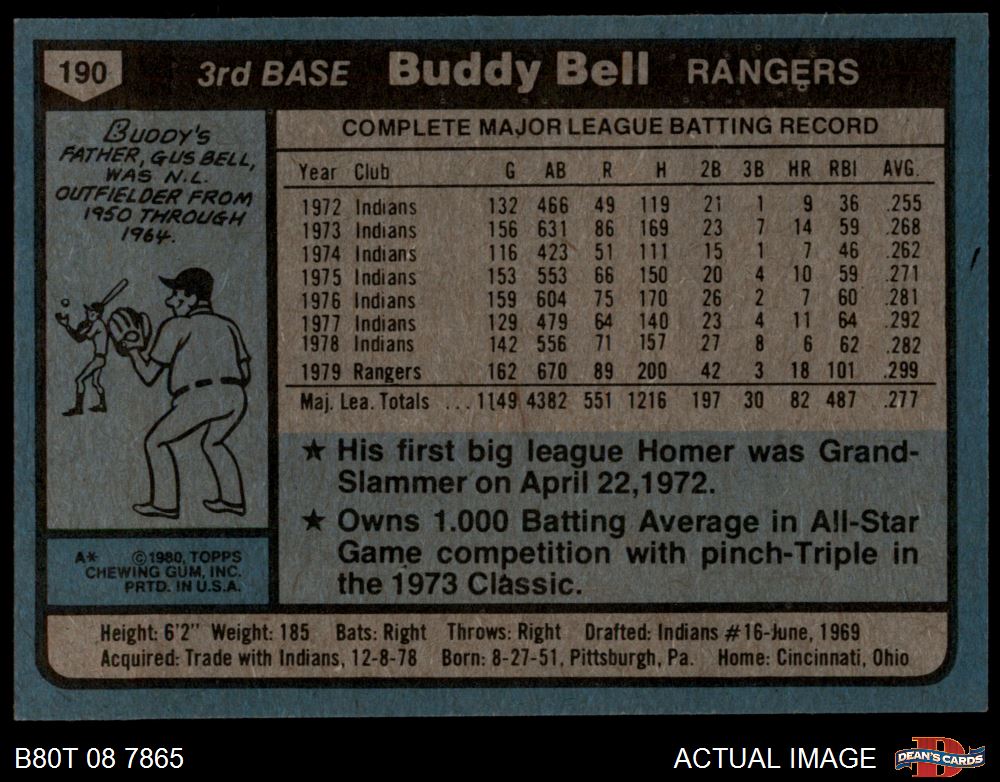 190 3rd BASE Buddy Bell RANGERS
BUDDY'S
FATHER, GUS BELL,
WAS N.L.
OUTFIELDER FROM
1950 THROUGH
1964.
A* ©1980, TOPPS
CHEWING GUM, INC.
PRTD. IN U.S.A.
COMPLETE MAJOR LEAGUE BATTING RECORD
Year Club G AB R H 2B 3B HR RBI AVG.
1972 Indians 132 466 49 119 21 1 9 36 .255
1973 Indians 156 631 86 169 23 7 14 59 .268
1974 Indians 116 423 51 111 15 1 7 46 .262
1975 Indians 153 553 66 150 20 4 10 59 .271
1976 Indians 159 604 75 170 26 2 7 60 .281
1977 Indians 129 479 64 140 23 4 11 64 .292
1978 Indians 142 556 71 157 27 8 6 62 .282
1979 Rangers 162 670 89 200 42 3 18 101 .299
Maj. Lea. Totals ...1149 4382 551 1216 197 30 82 487 .277
★ His first big league Homer was Grand-
Slammer on April 22,1972.
★ Owns 1.000 Batting Average in All-Star
Game competition with pinch-Triple in
the 1973 Classic.
Height: 6'2" Weight: 185 Bats: Right Throws: Right Drafted: Indians #16-June, 1969
Acquired: Trade with Indians, 12-8-78 Born: 8-27-51, Pittsburgh, Pa. Home: Cincinnati, Ohio
B80T 08 7865 ACTUAL IMAGE DEAN'S CARDS